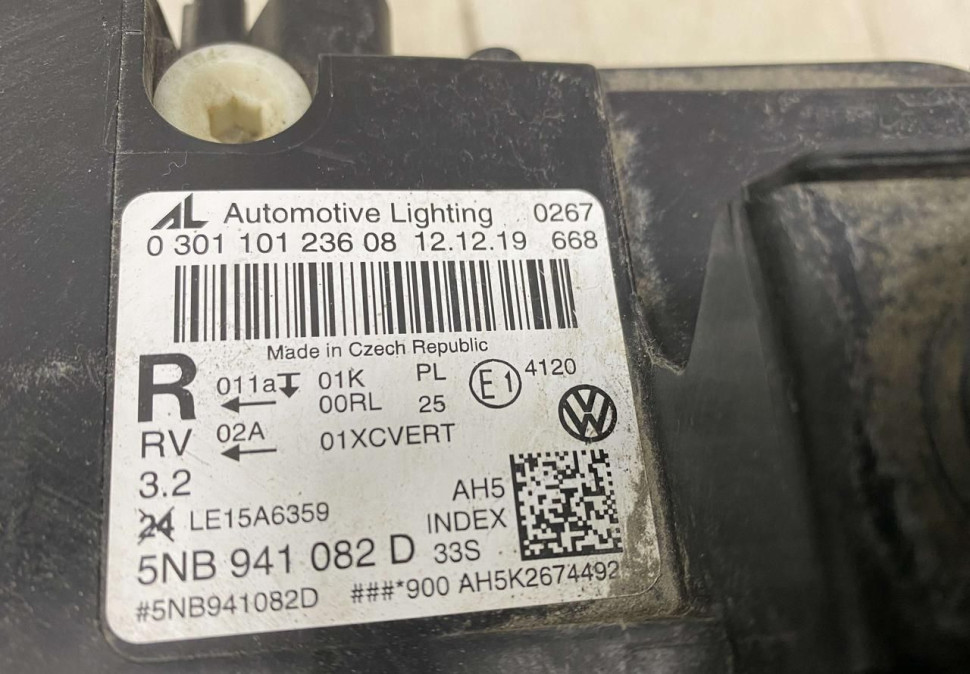 AL Automotive Lighting 0267
0 301 101 236 08 12.12.19 668
Made in Czech Republic
R 011a 01K PL E1 4120
00RL 25
RV 02A 01XCVERT
3.2
24 LE15A6359 AH5
INDEX
5NB 941 082 D 33S
#5NB941082D ###*900 AH5K2674492